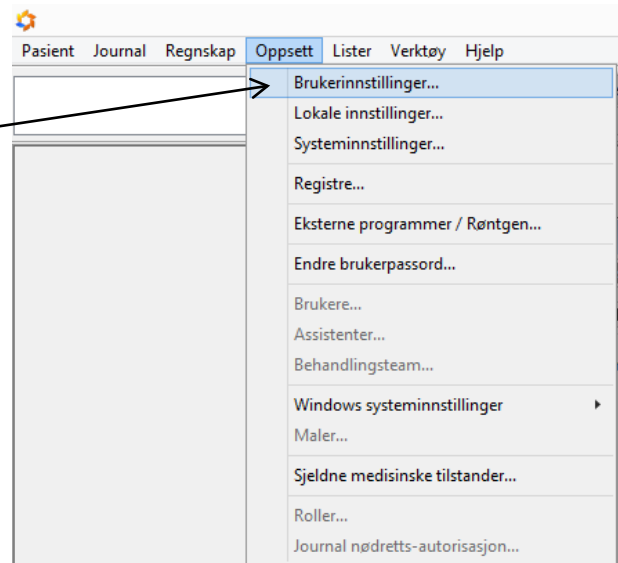 Pasient Journal Regnskap Oppsett Lister Verktøy Hjelp
Brukerinnstillinger...
Lokale innstillinger...
Systeminnstillinger...
Registre...
Eksterne programmer / Røntgen...
Endre brukerpassord...
Brukere...
Assistenter...
Behandlingsteam...
Windows systeminnstillinger
Maler...
Sjeldne medisinske tilstander...
Roller...
Journal nødretts-autorisasjon...